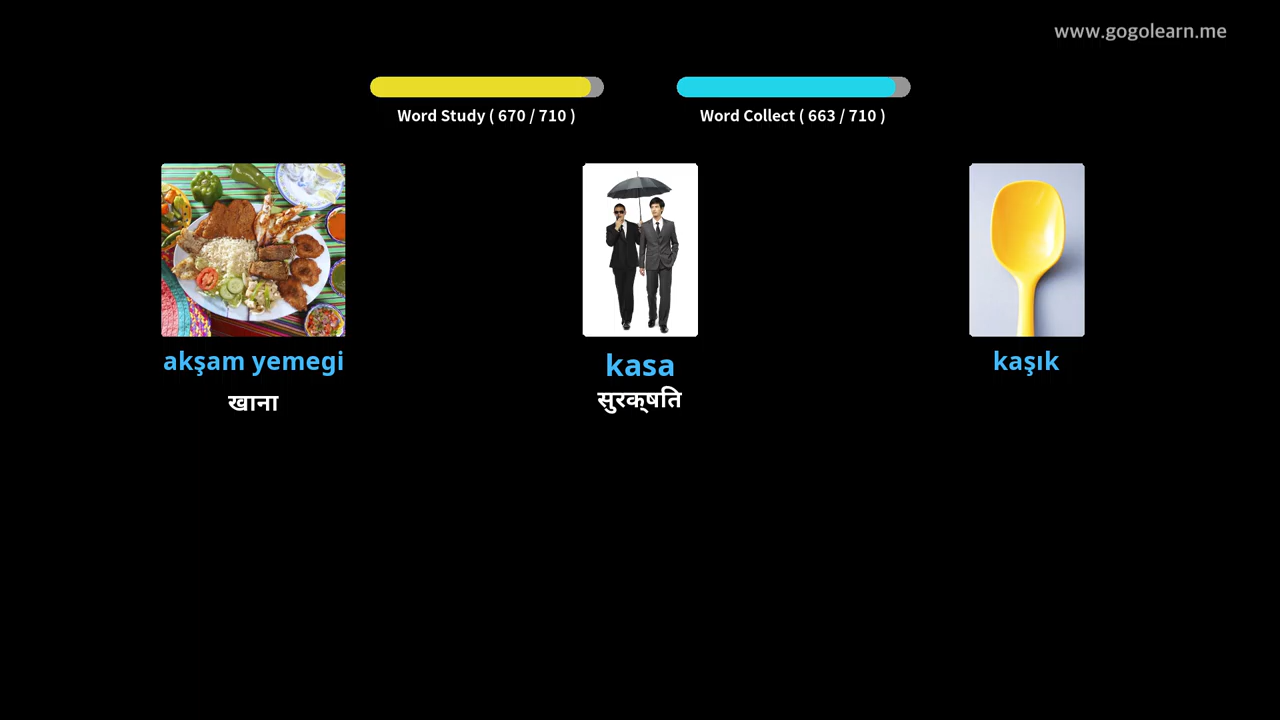 www.gogolearn.me
Word Study ( 670 / 710 )
Word Collect ( 663 / 710 )
akşam yemegi
kasa
kaşık
खाना
सुरक्षति